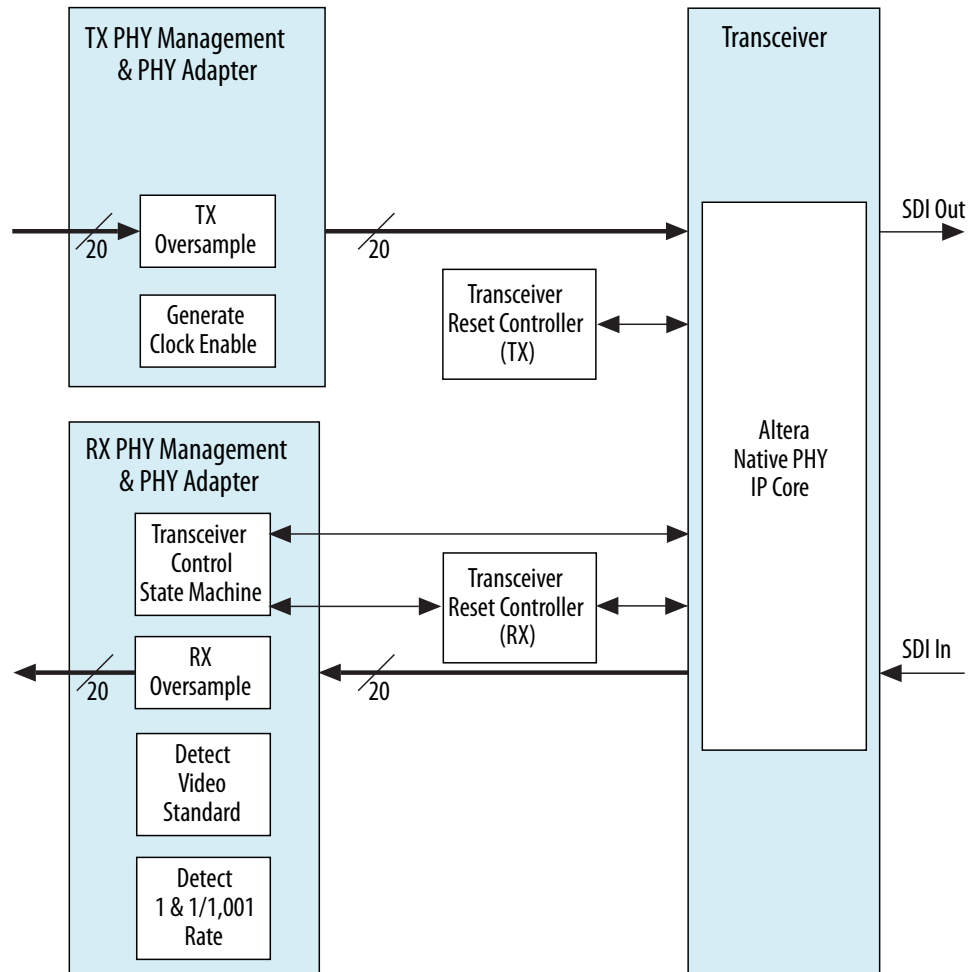 TX PHY Management
& PHY Adapter
20
TX
Oversample
20
Generate
Clock Enable
Transceiver
Reset Controller
(TX)
Transceiver
SDI Out
Altera
Native PHY
IP Core
RX PHY Management
& PHY Adapter
Transceiver
Control
State Machine
Transceiver
Reset Controller
(RX)
20
RX
Oversample
20
SDI In
Detect
Video
Standard
Detect
1 & 1/1,001
Rate